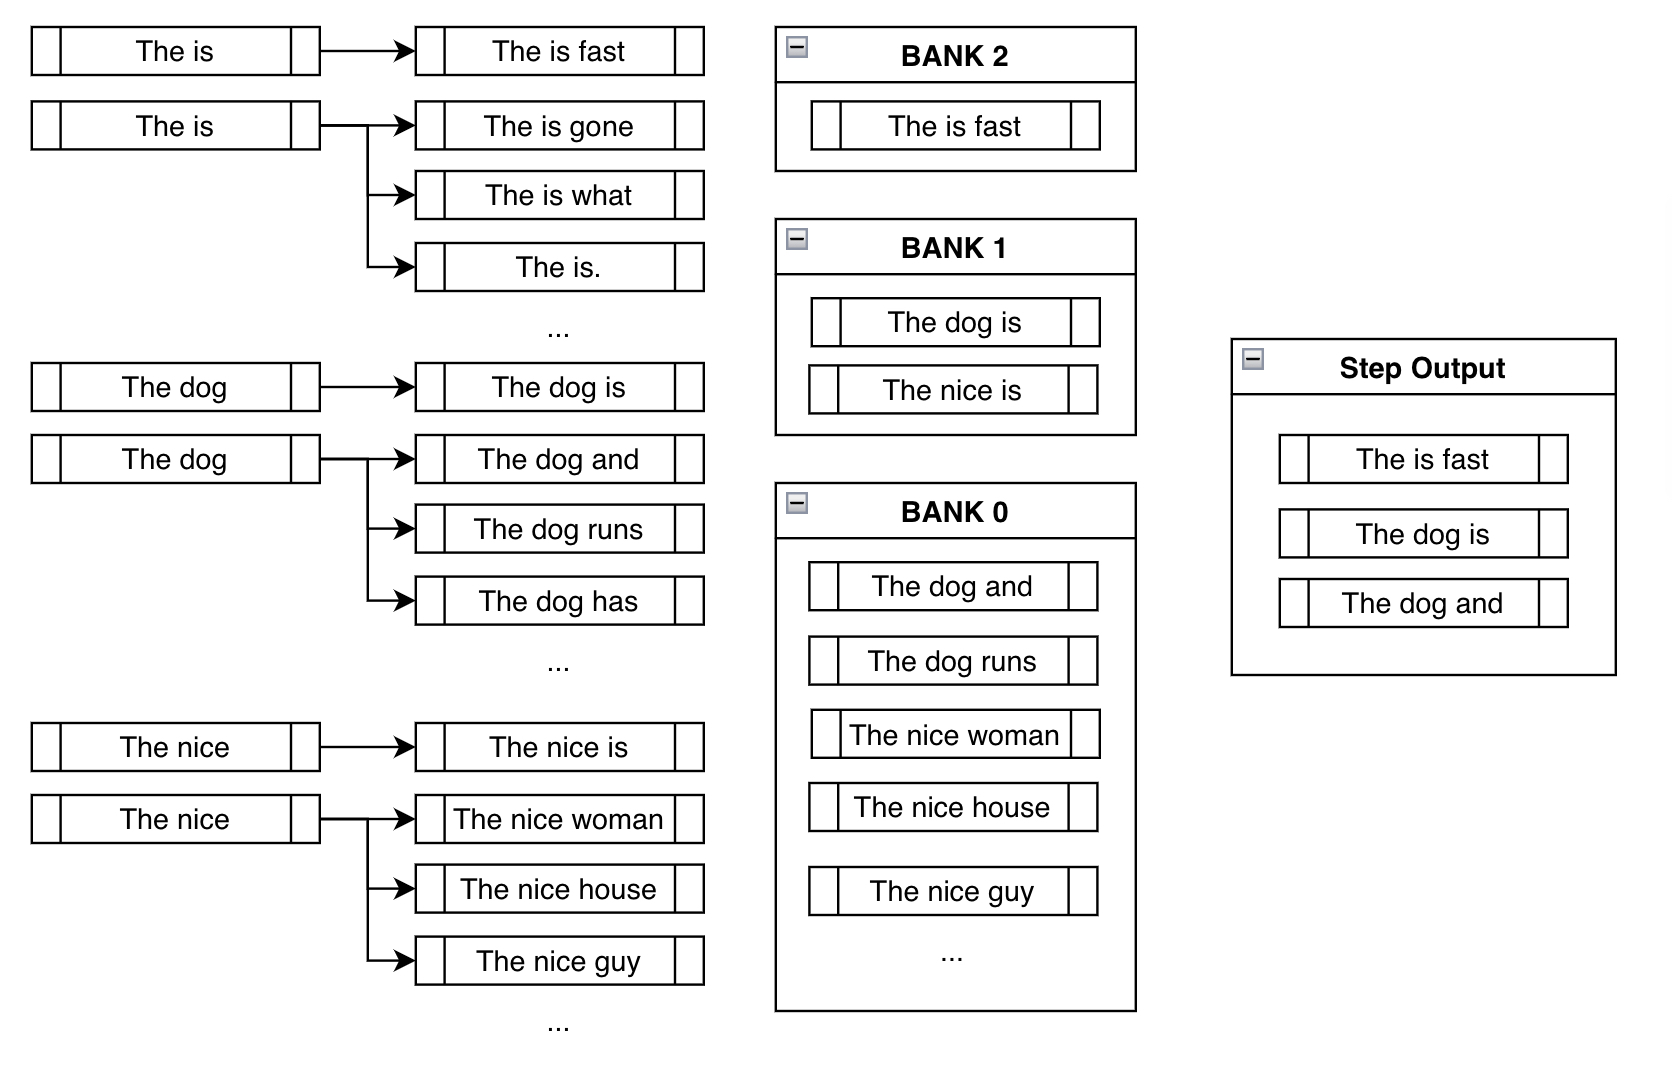 The is
The is fast
The is
The is gone
The is what
The is.
...
The dog
The dog is
The dog
The dog and
The dog runs
The dog has
...
The nice
The nice is
The nice
The nice woman
The nice house
The nice guy
...
BANK 2
The is fast
BANK 1
The dog is
The nice is
BANK 0
The dog and
The dog runs
The nice woman
The nice house
The nice guy
...
Step Output
The is fast
The dog is
The dog and